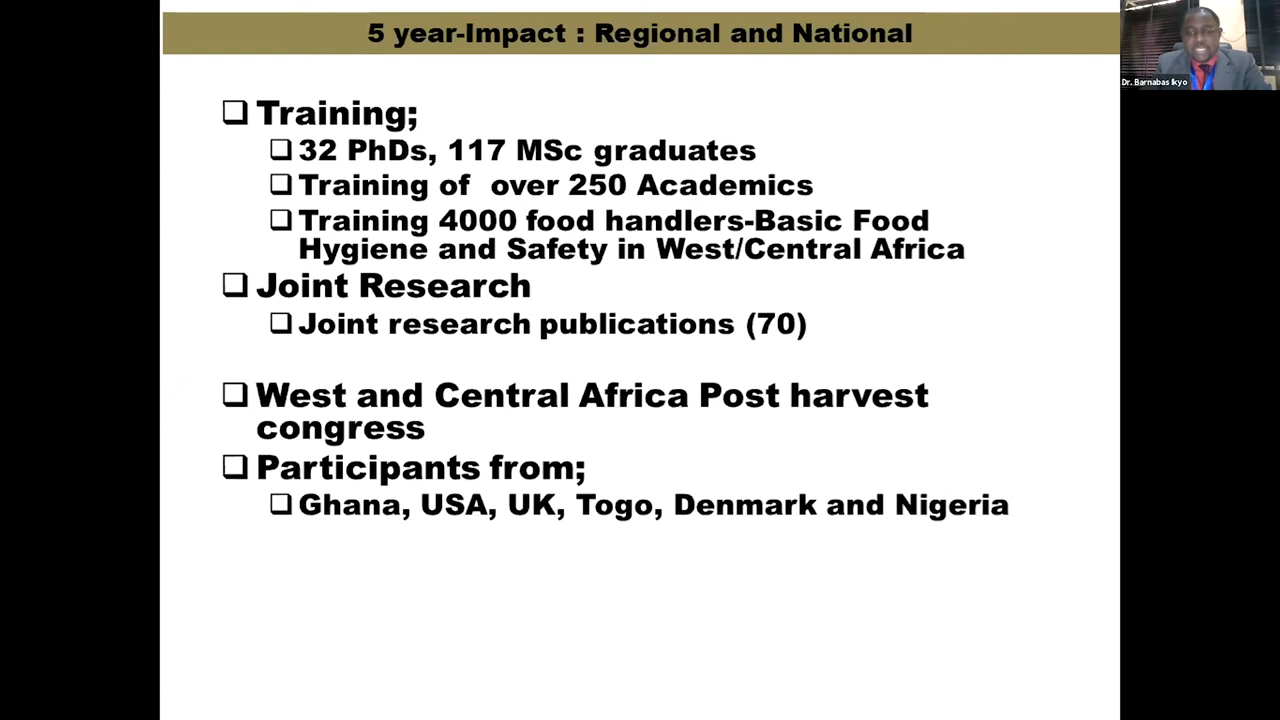 5 year-Impact : Regional and National
Dr. Barnabas Ikyo
Training;
32 PhDs, 117 MSc graduates
Training of over 250 Academics
Training 4000 food handlers-Basic Food
Hygiene and Safety in West/Central Africa
Joint Research
Joint research publications (70)
West and Central Africa Post harvest
congress
Participants from;
Ghana, USA, UK, Togo, Denmark and Nigeria